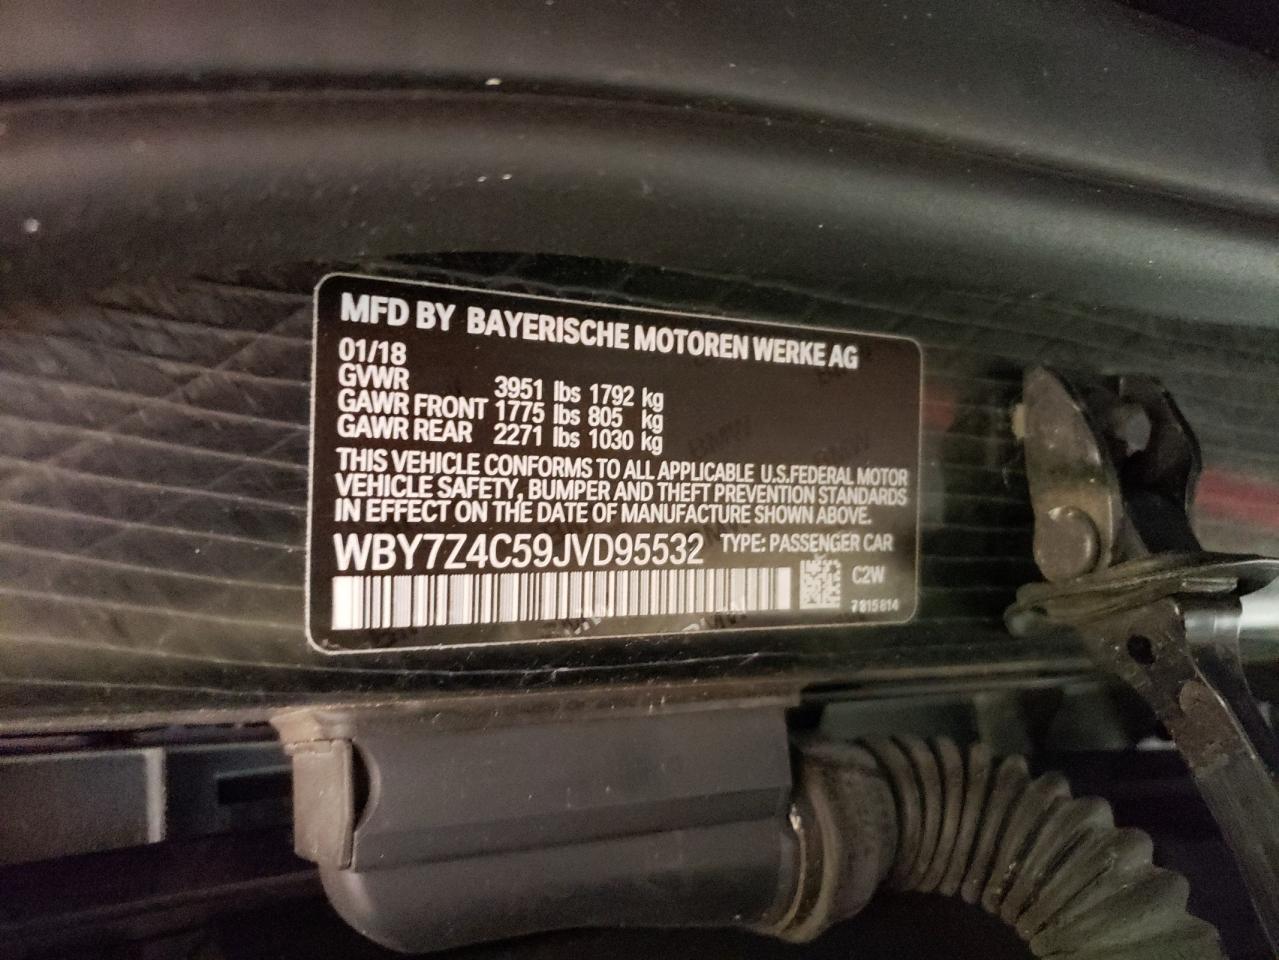 MFD BY BAYERISCHE MOTOREN WERKE AG
01/18
GVWR 3951 lbs 1792 kg
GAWR FRONT 1775 lbs 805 kg
GAWR REAR 2271 lbs 1030 kg
THIS VEHICLE CONFORMS TO ALL APPLICABLE U.S.FEDERAL MOTOR
VEHICLE SAFETY, BUMPER AND THEFT PREVENTION STANDARDS
IN EFFECT ON THE DATE OF MANUFACTURE SHOWN ABOVE.
WBY7Z4C59JVD95532 TYPE: PASSENGER CAR
C2W
7815814